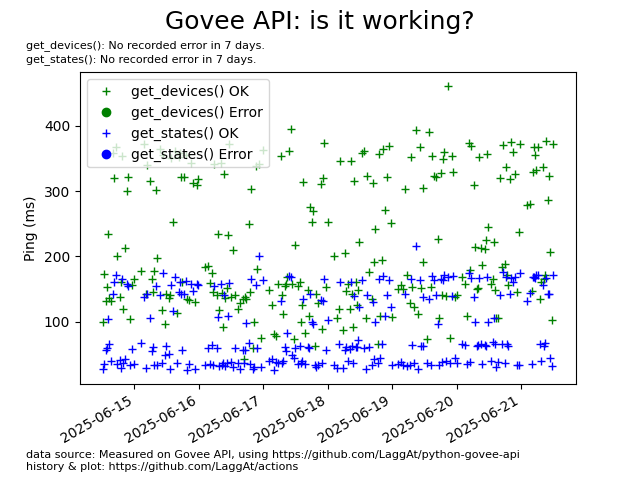 Govee API: is it working?
get_devices(): No recorded error in 7 days.
get_states(): No recorded error in 7 days.
get_devices() OK
get_devices() Error
get_states() OK
get_states() Error
Ping (ms)
400
300
200
100
2025-06-15
2025-06-16
2025-06-17
2025-06-18
2025-06-19
2025-06-20
2025-06-21
data source: Measured on Govee API, using https://github.com/LaggAt/python-govee-api
history & plot: https://github.com/LaggAt/actions